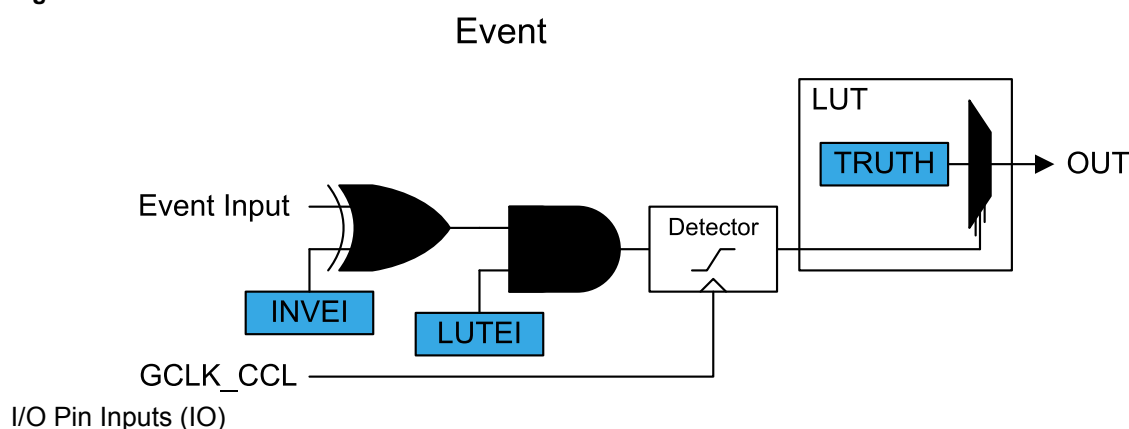 Event
LUT
TRUTH
OUT
Event Input
Detector
INVEI
LUTEI
GCLK_CCL
I/O Pin Inputs (IO)